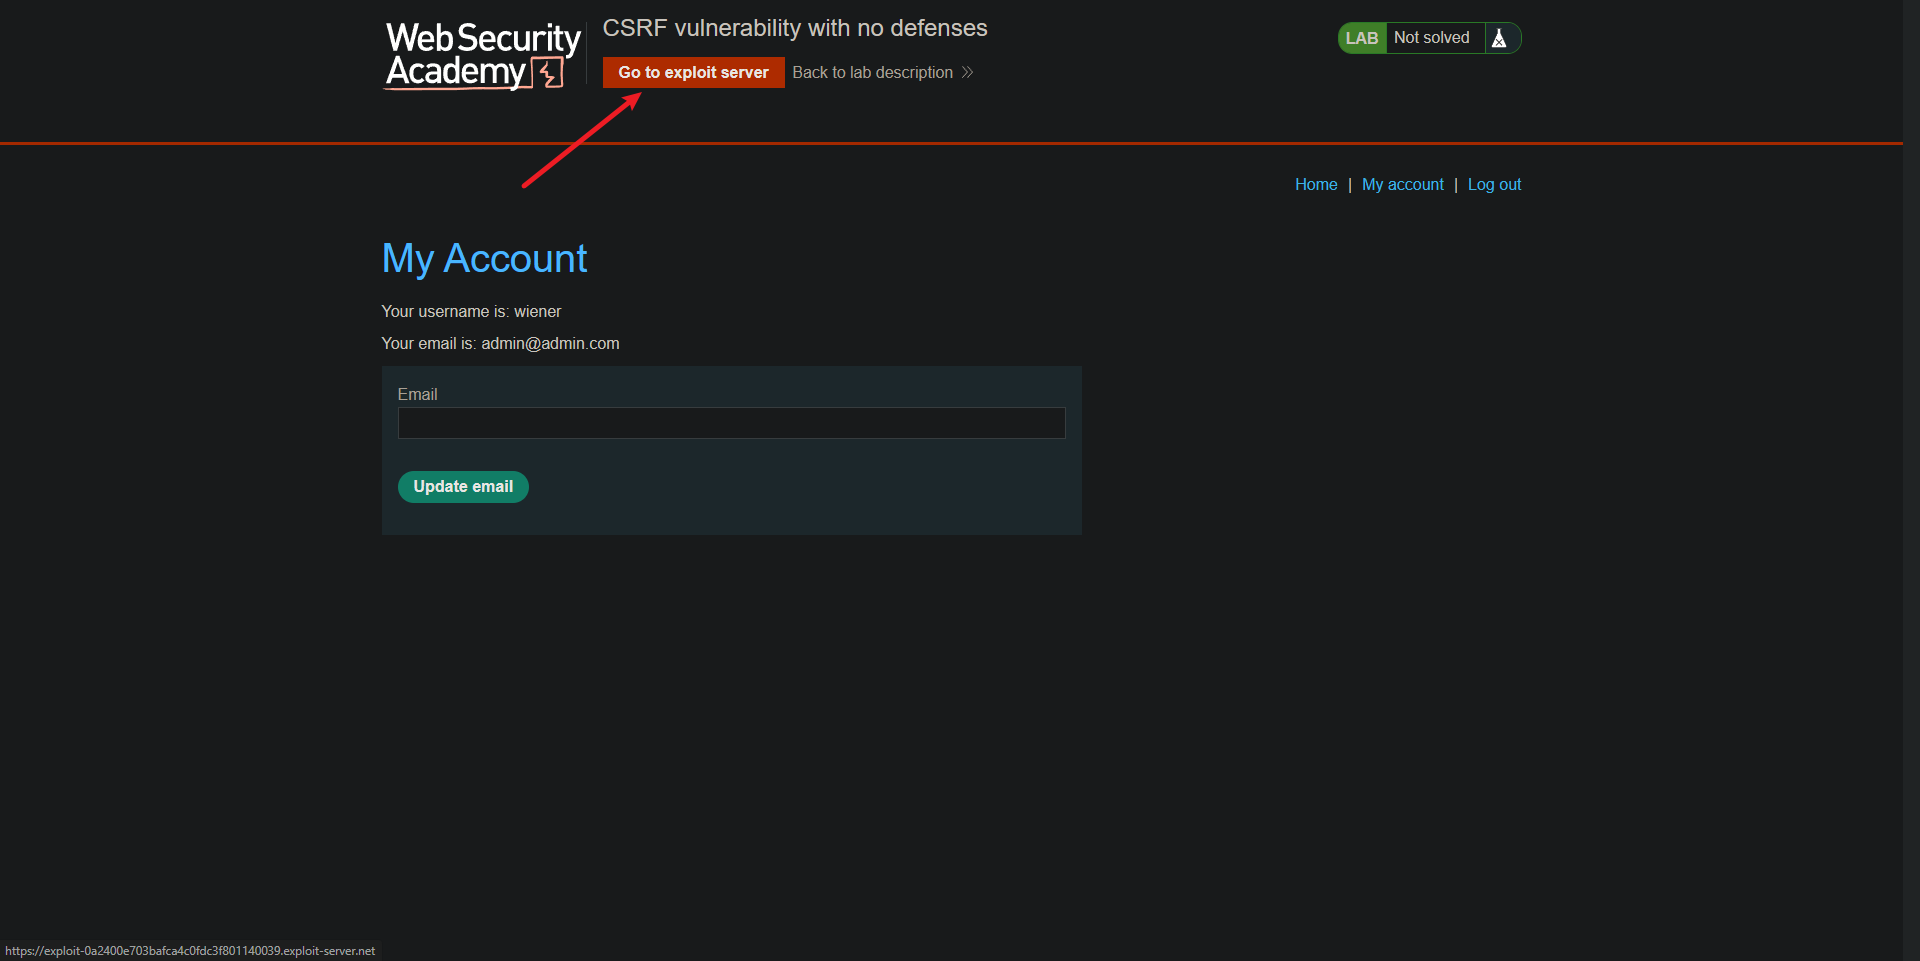 Web Security
Academy
CSRF vulnerability with no defenses
Go to exploit server
Back to lab description
LAB Not solved
Home | My account | Log out
My Account
Your username is: wiener
Your email is: admin@admin.com
Email
Update email
https://exploit-0a2400e703bafca4c0fdc3f801140039.exploit-server.net